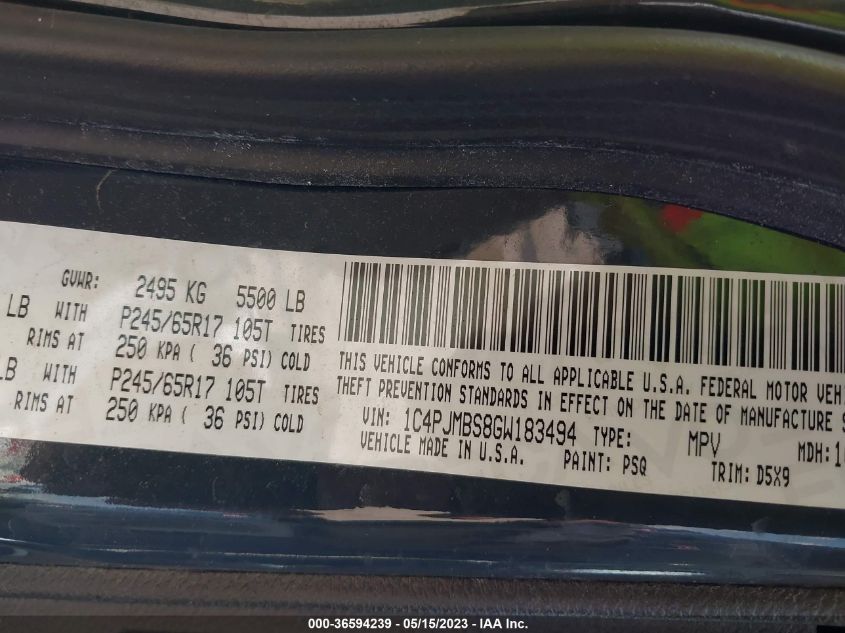 GVWR: 2495 KG 5500 LB
LB WITH P245/65R17 105T TIRES
RIMS AT 250 KPA ( 36 PSI) COLD
LB WITH P245/65R17 105T TIRES
RIMS AT 250 KPA ( 36 PSI) COLD
THIS VEHICLE CONFORMS TO ALL APPLICABLE U.S.A. FEDERAL MOTOR VEH
THEFT PREVENTION STANDARDS IN EFFECT ON THE DATE OF MANUFACTURE S
VIN: 1C4PJMBS8GW183494 TYPE: MPV MDH:
VEHICLE MADE IN U.S.A. PAINT: PSQ TRIM: D5X9
000-36594239 - 05/15/2023 - IAA Inc.